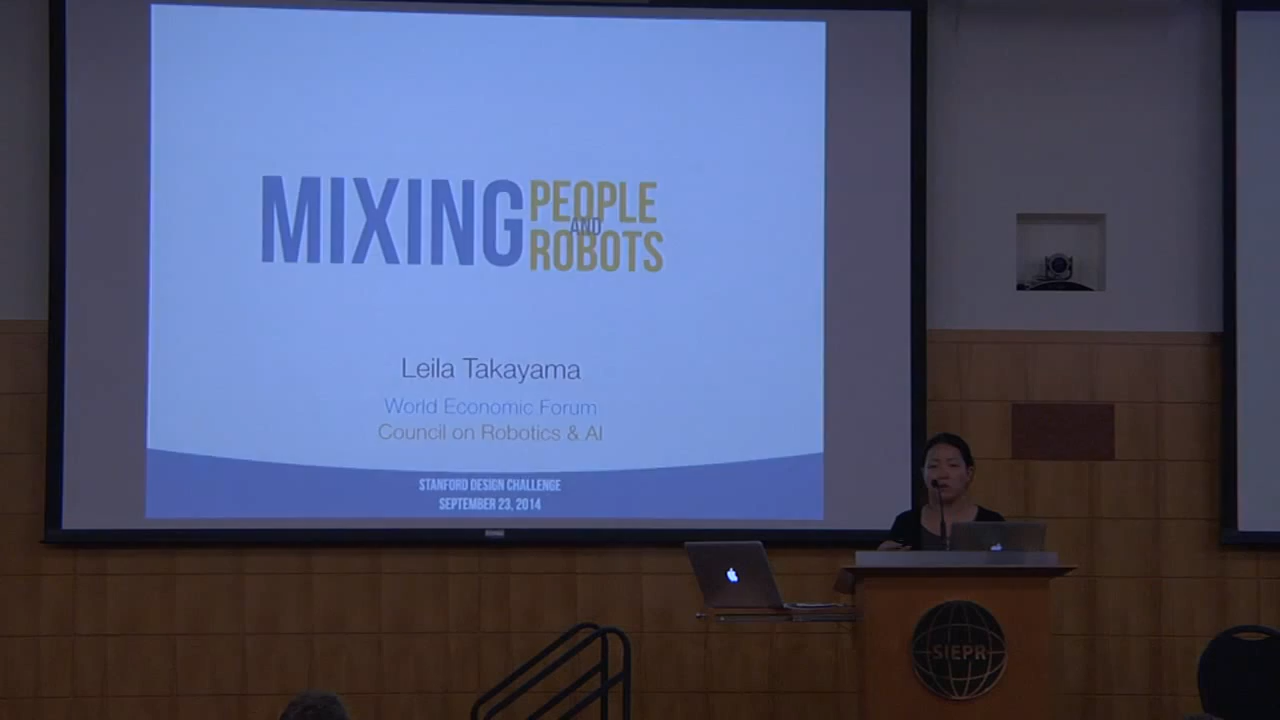 MIXING PEOPLE
AND
ROBOTS
Leila Takayama
World Economic Forum
Council on Robotics & AI
STANFORD DESIGN CHALLENGE
SEPTEMBER 23, 2014
SIEPR